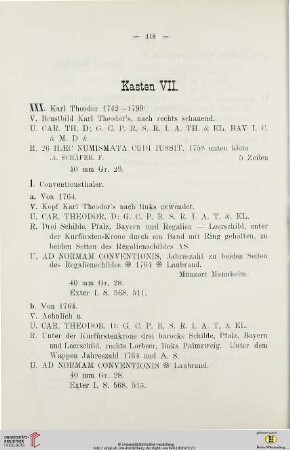 — 118 —
Kasten VII.
XXX. Karl Theodor 1742—1799
V. Brustbild Karl Theodor's, nach rechts schauend.
U. CAR. TH. D: G. C. P. R. S. R. I. A. TH. & EL. BAV I. C.
& M. D &
R. 26 HÆC NUMISMATA CUDI IUSSIT, 1758 unten klein
A. SCHÄFER. F. 5 Zeilen
40 mm Gr. 29.
I. Conventionsthaler.
a. Von 1764.
V. Kopf Karl Theodor's nach links gewendet.
U. CAR. THEODOR. D: G. C. P. R. S. R. I. A. T. & EL.
R. Drei Schilde, Pfalz, Bayern und Regalien — Leerschild, unter
der Kurfürsten-Krone durch ein Band mit Ring gehalten, zu
beiden Seiten des Regalienschildes AS
U. AD NORMAM CONVENTIONIS, Jahreszahl zu beiden Seiten
des Regalienschildes ※ 1764 ※ Laubrand.
Münzort Mannheim.
40 mm Gr. 28.
Exter I. S. 568. 511.
b. Von 1764.
V. Aehnlich a.
U. CAR. THEODOR. D: G. C. P. R. S. R. I. A. T. & EL.
R. Unter der Kurfürstenkrone drei barocke Schilde, Pfalz, Bayern
und Leerschild, rechts Lorbeer, links Palmzweig. Unter dem
Wappen Jahreszahl 1764 und A. S.
U. AD NORMAM CONVENTIONIS ※ Laubrand.
40 mm Gr. 28.
Exter I. S. 568. 515.
UNIVERSITÄTS-
BIBLIOTHEK
HEIDELBERG